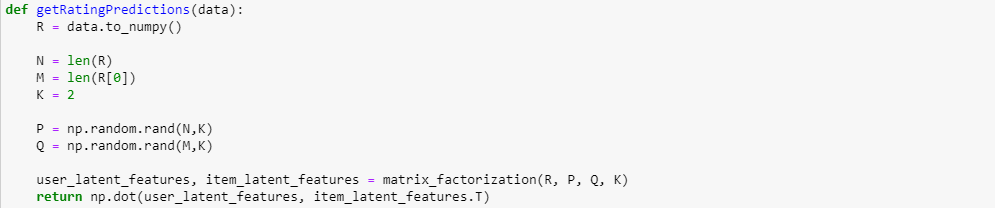 def getRatingPredictions(data):
    R = data.to_numpy()
    N = len(R)
    M = len(R[0])
    K = 2
    P = np.random.rand(N,K)
    Q = np.random.rand(M,K)
    user_latent_features, item_latent_features = matrix_factorization(R, P, Q, K)
    return np.dot(user_latent_features, item_latent_features.T)